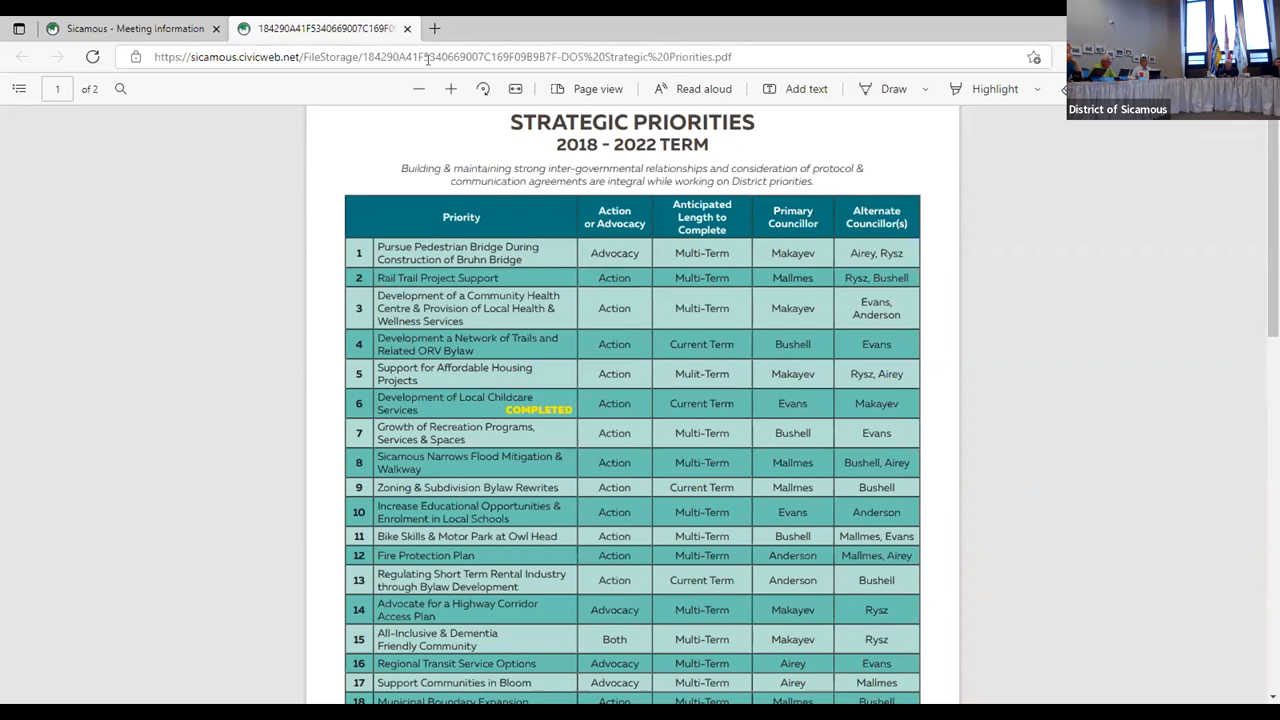 Sicamous - Meeting Information
184290A41F5340669007C169F09
https://sicamous.civicweb.net/FileStorage/184290A41F5340669007C169F09B9B7F-DOS%20Strategic%20Priorities.pdf
1 of 2
Page view
Read aloud
Add text
Draw
Highlight
District of Sicamous
STRATEGIC PRIORITIES
2018 - 2022 TERM
Building & maintaining strong inter-governmental relationships and consideration of protocol &
communication agreements are integral while working on District priorities.
Priority
Action
or Advocacy
Anticipated
Length to
Complete
Primary
Councillor
Alternate
Councillor(s)
1 Pursue Pedestrian Bridge During
Construction of Bruhn Bridge
Advocacy Multi-Term Makayev Airey, Rysz
2 Rail Trail Project Support Action Multi-Term Mallmes Rysz, Bushell
3 Development of a Community Health
Centre & Provision of Local Health &
Wellness Services
Action Multi-Term Makayev Evans,
Anderson
4 Development a Network of Trails and
Related ORV Bylaw
Action Current Term Bushell Evans
5 Support for Affordable Housing
Projects
Action Mulit-Term Makayev Rysz, Airey
6 Development of Local Childcare
Services COMPLETED
Action Current Term Evans Makayev
7 Growth of Recreation Programs,
Services & Spaces
Action Multi-Term Bushell Evans
8 Sicamous Narrows Flood Mitigation &
Walkway
Action Multi-Term Mallmes Bushell, Airey
9 Zoning & Subdivision Bylaw Rewrites Action Current Term Mallmes Bushell
10 Increase Educational Opportunities &
Enrolment in Local Schools
Action Multi-Term Evans Anderson
11 Bike Skills & Motor Park at Owl Head Action Multi-Term Bushell Mallmes, Evans
12 Fire Protection Plan Action Multi-Term Anderson Mallmes, Airey
13 Regulating Short Term Rental Industry
through Bylaw Development
Action Current Term Anderson Bushell
14 Advocate for a Highway Corridor
Access Plan
Advocacy Multi-Term Makayev Rysz
15 All-Inclusive & Dementia
Friendly Community
Both Multi-Term Makayev Rysz
16 Regional Transit Service Options Advocacy Multi-Term Airey Evans
17 Support Communities in Bloom Advocacy Multi-Term Airey Mallmes
18 Municipal Boundary Expansion Action Multi-Term Mallmes Bushell